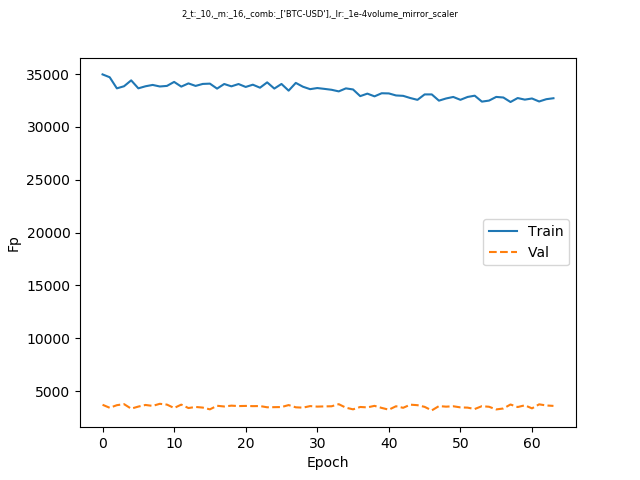 2_t:_10,_m:_16,_comb:_['BTC-USD'],_lr:_1e-4volume_mirror_scaler
35000
30000
25000
20000
15000
10000
5000
Fp
Train
Val
0 10 20 30 40 50 60
Epoch